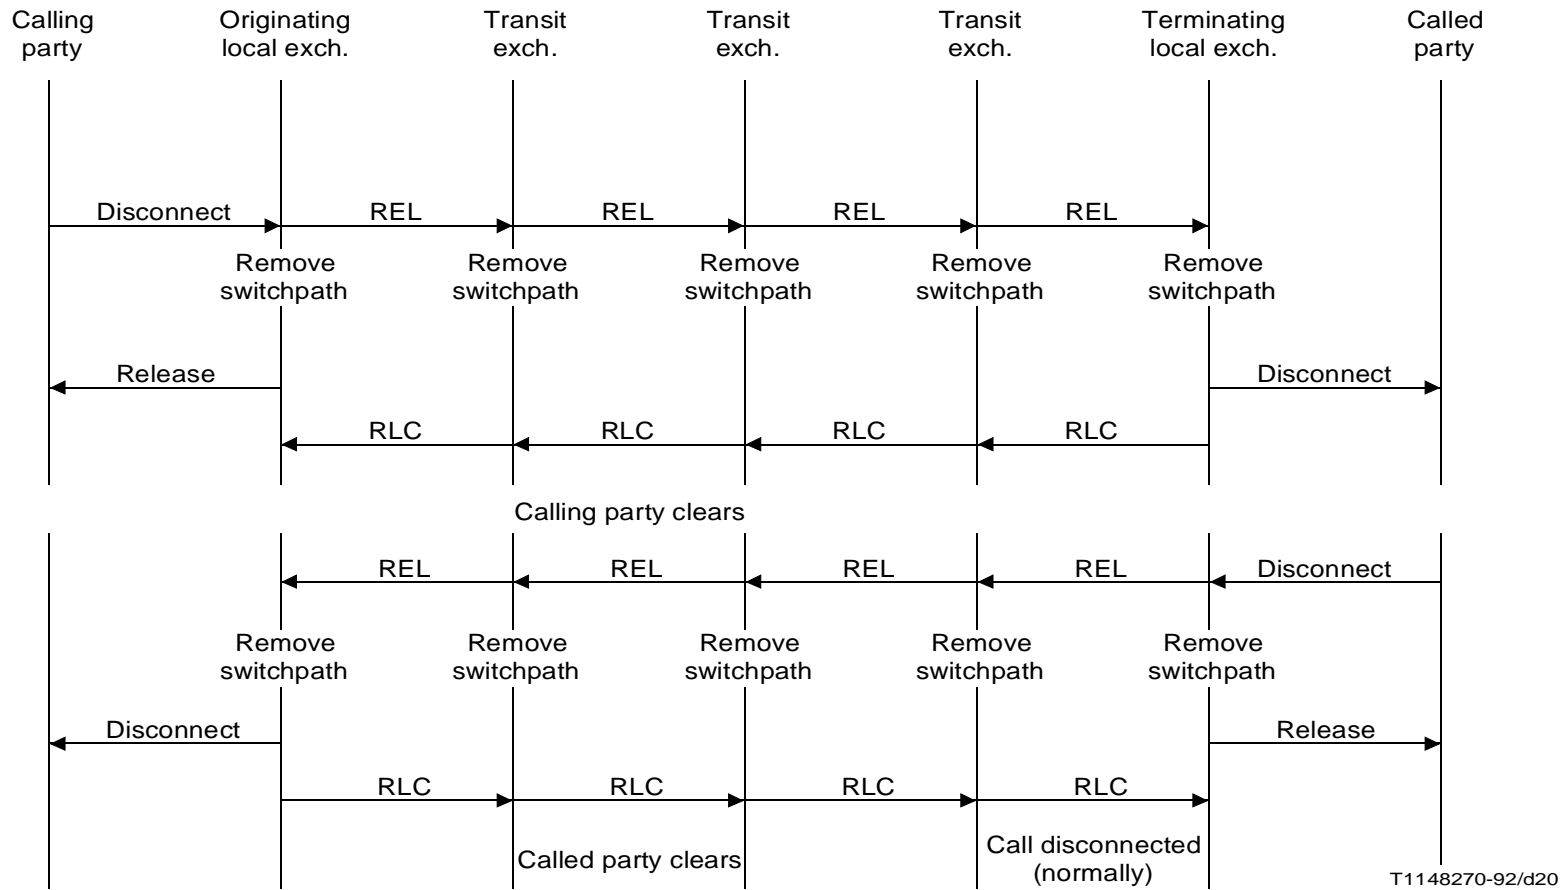 Calling
party
Originating
local exch.
Transit
exch.
Transit
exch.
Transit
exch.
Terminating
local exch.
Called
party
Disconnect
REL
REL
REL
REL
Remove
switchpath
Remove
switchpath
Remove
switchpath
Remove
switchpath
Remove
switchpath
Release
Disconnect
RLC
RLC
RLC
RLC
Calling party clears
REL
REL
REL
REL
Disconnect
Remove
switchpath
Remove
switchpath
Remove
switchpath
Remove
switchpath
Remove
switchpath
Disconnect
Release
RLC
RLC
RLC
RLC
Called party clears
Call disconnected
(normally)
T1148270-92/d20